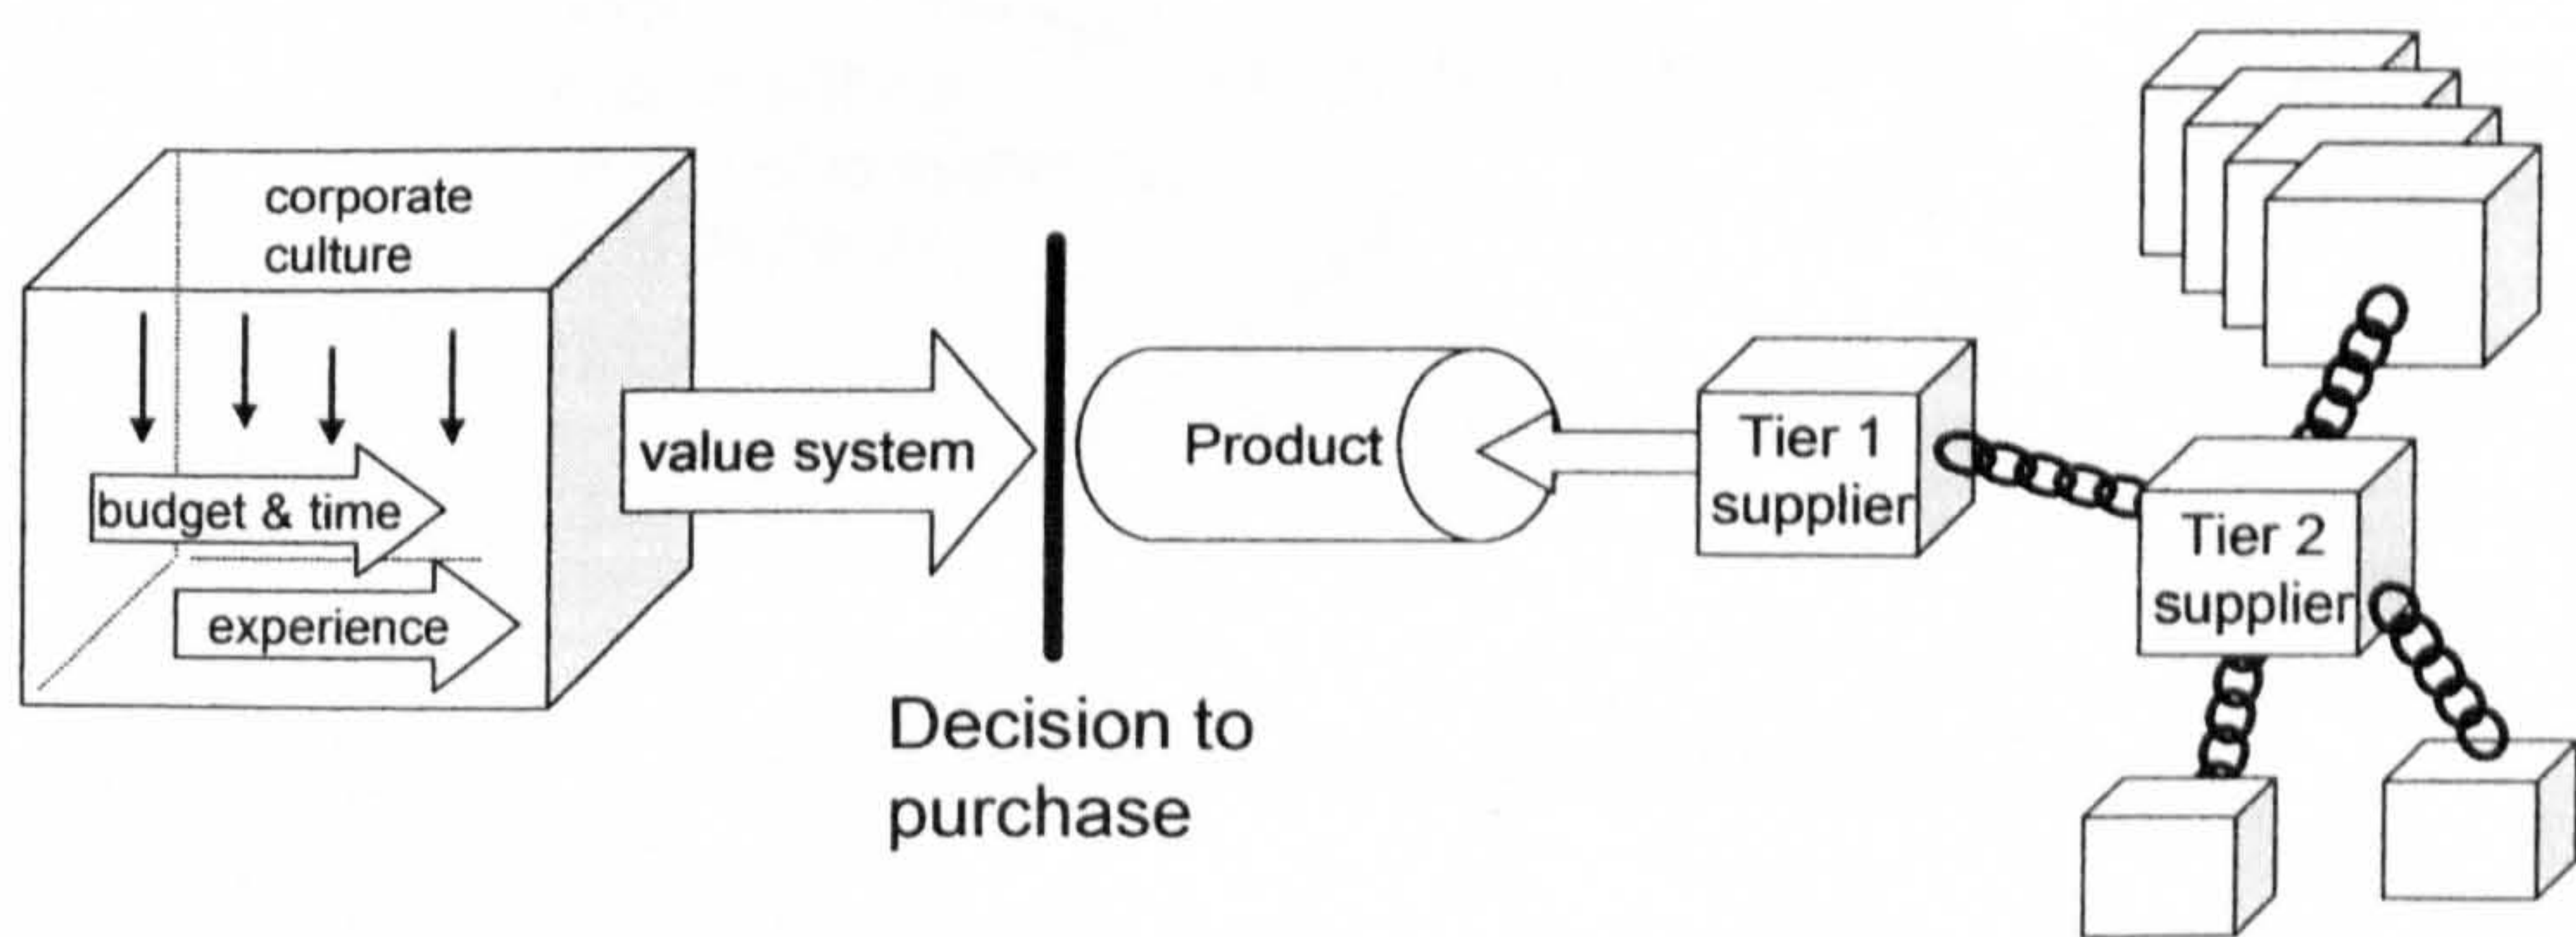 corporate
culture
budget & time
experience
value system
Decision to
purchase
Product
Tier 1
supplier
Tier 2
supplier